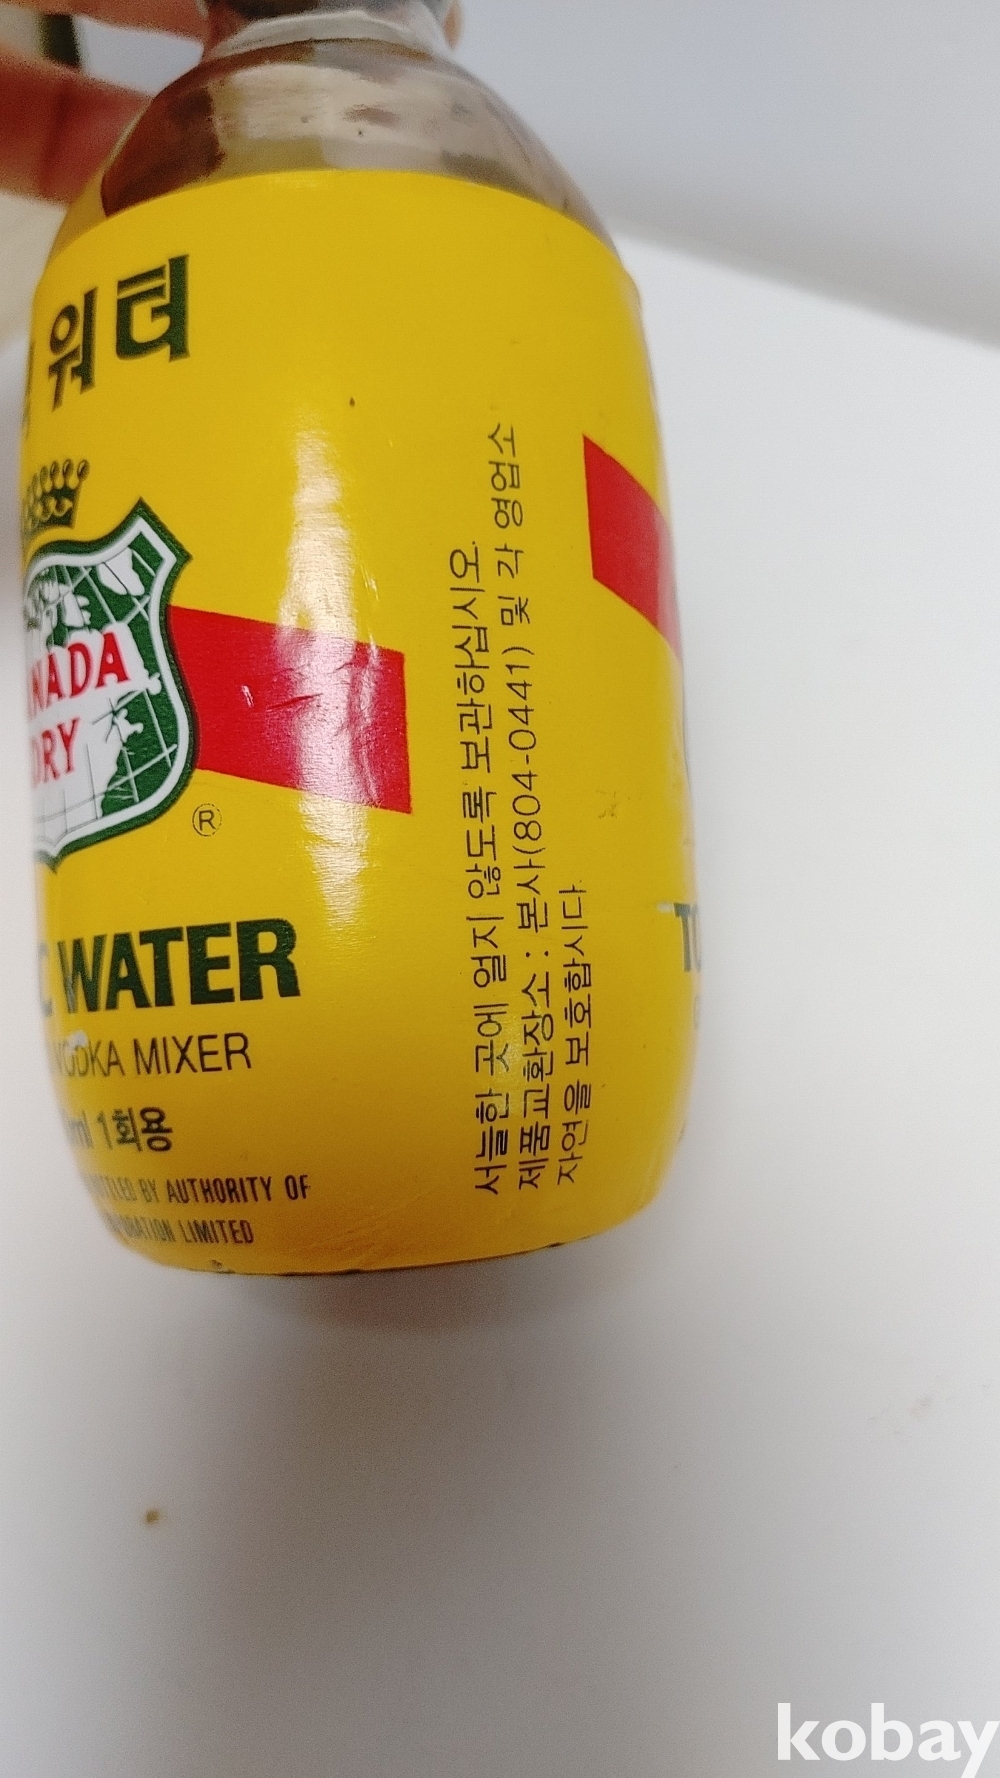 워터
CANADA
DRY
®
WATER
VODKA MIXER
ml 1회용
BOTTLED BY AUTHORITY OF
LIMITED
서늘한 곳에 얼지 않도록 보관하십시오.
제품교환장소 : 본사(804-0441) 및 각 영업소
자연을 보호합시다.
kobay